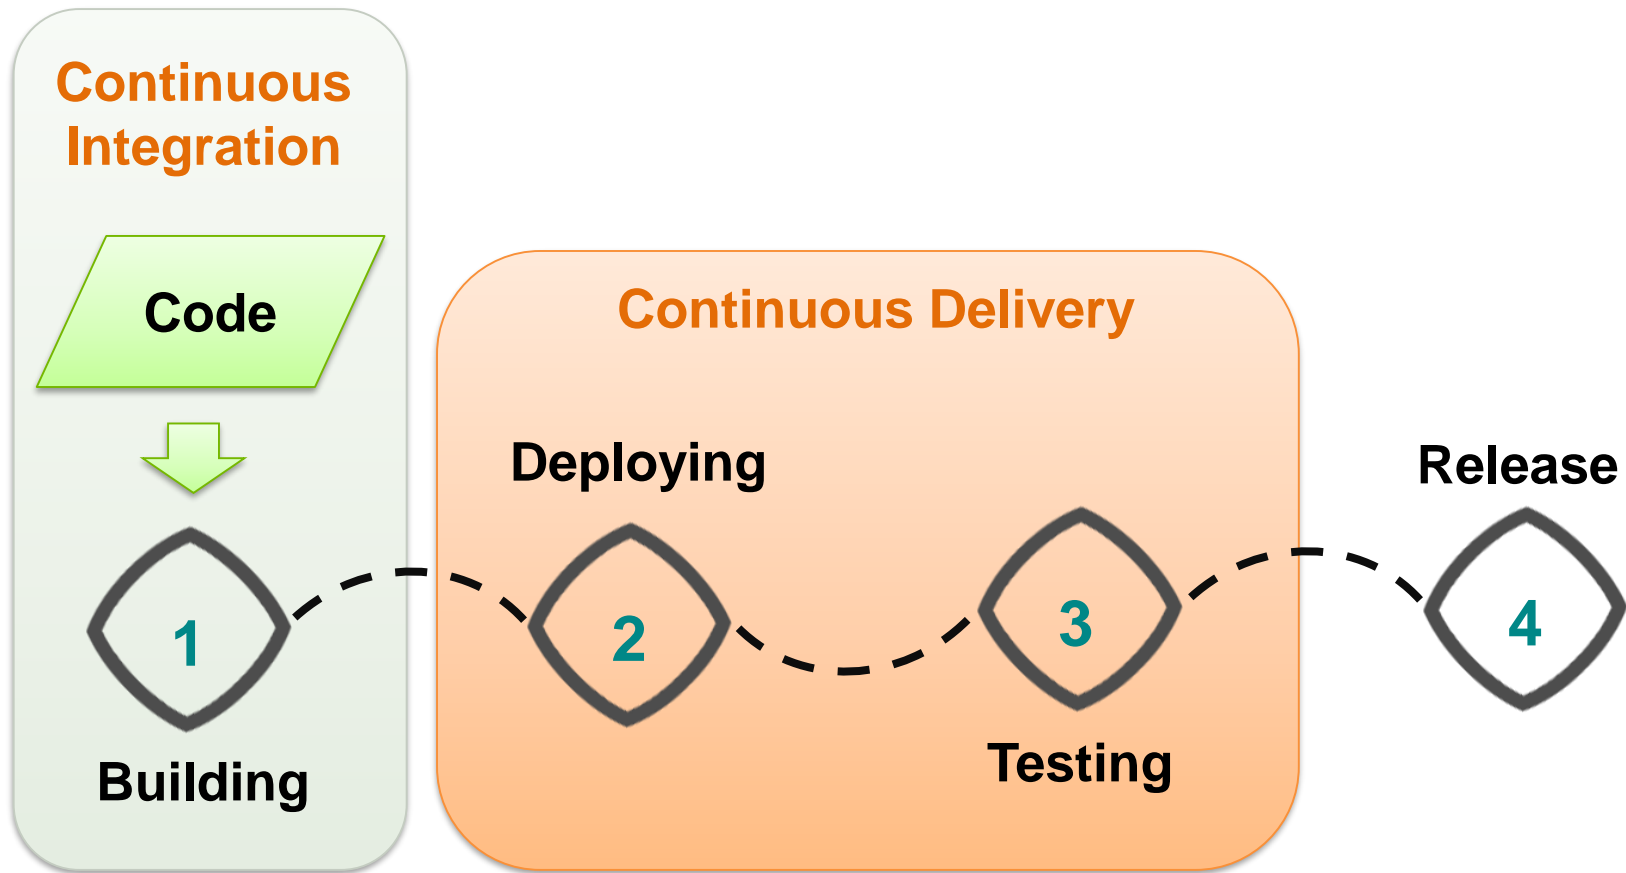 Continuous
Integration
Code
1
Building
Continuous Delivery
Deploying
2
3
Testing
Release
4